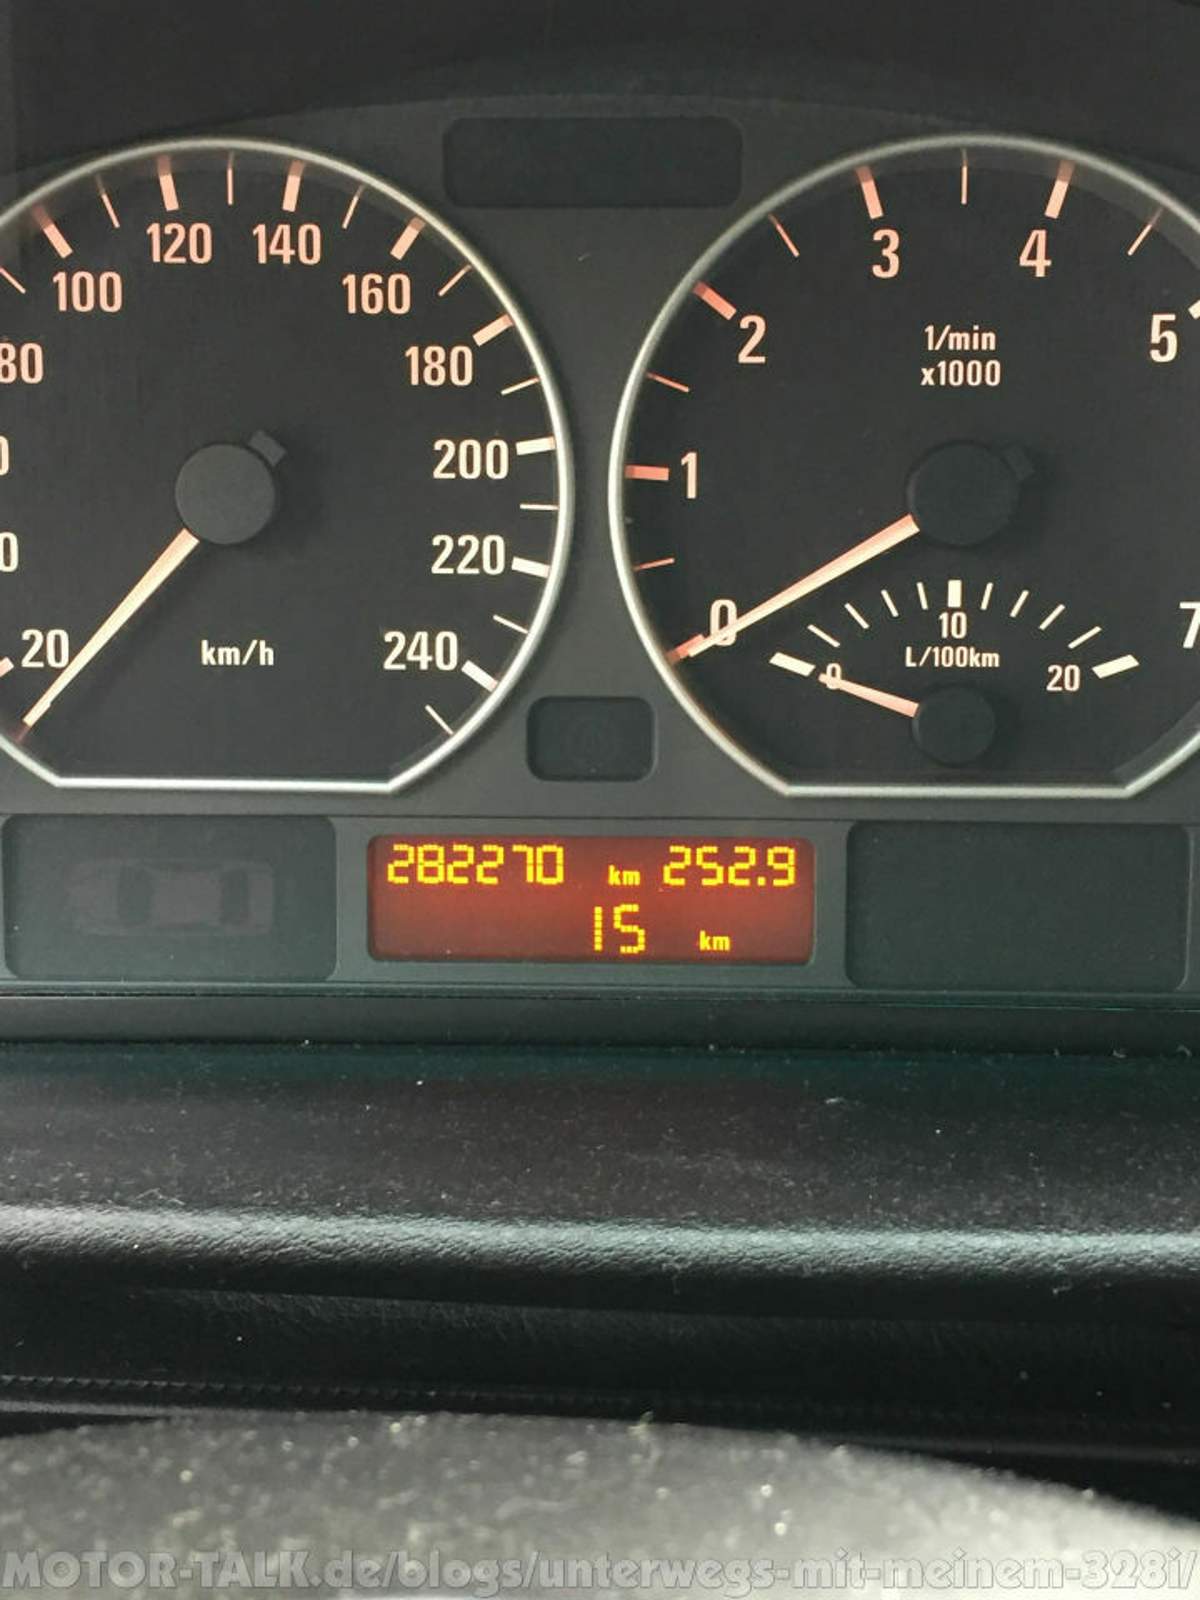 120 140
100 160
80 180
200
220
20 240
km/h
3 4
2 5
1/min
x1000
1
0 7
10
L/100km
0 20
282270 km 252.9
15 km
MOTOR-TALK.de/blogs/unterwegs-mit-meinem-328i/